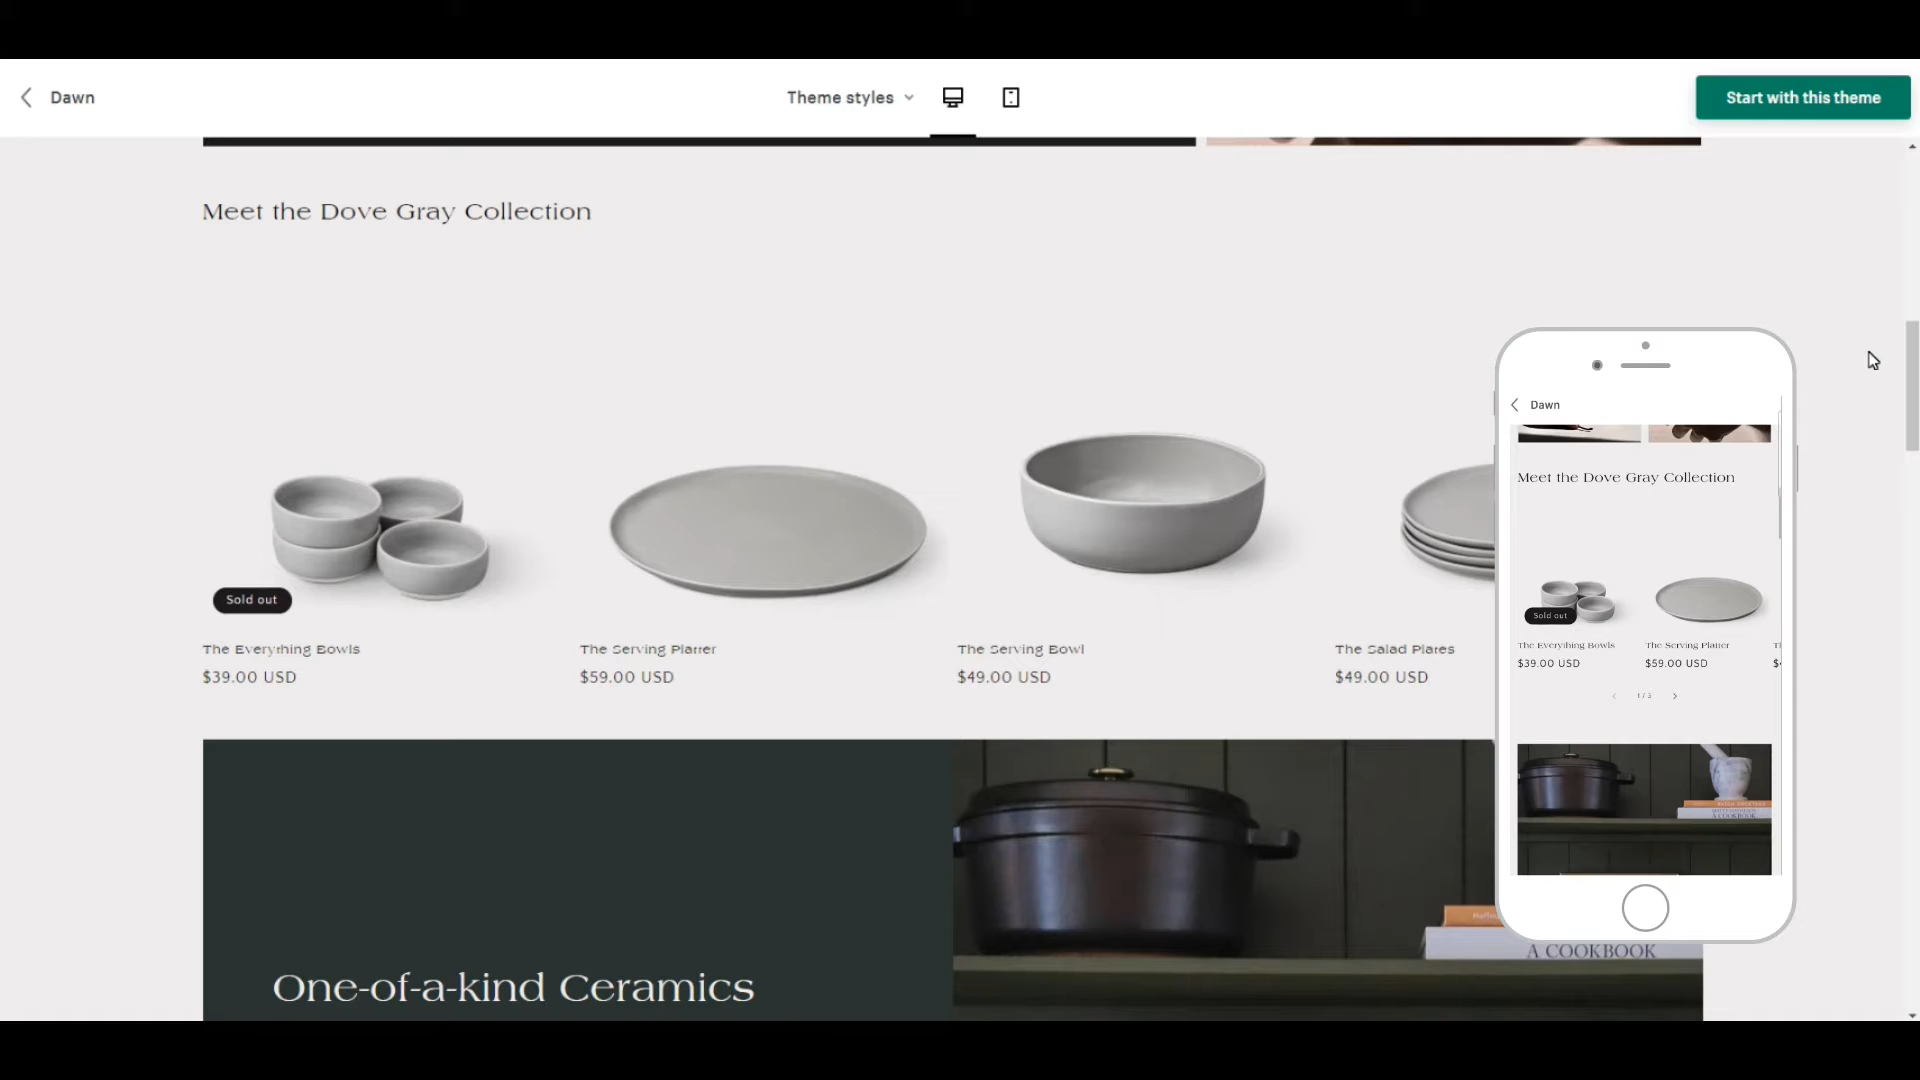 Dawn
Theme styles
Start with this theme
Meet the Dove Gray Collection
Sold out
The Everything Bowls
$39.00 USD
The Serving Platter
$59.00 USD
The Serving Bowl
$49.00 USD
The Salad Plates
$49.00 USD
One-of-a-kind Ceramics
A COOKBOOK
Dawn
Meet the Dove Gray Collection
Sold out
The Everything Bowls
$39.00 USD
The Serving Platter
$59.00 USD
1 / 3
A COOKBOOK